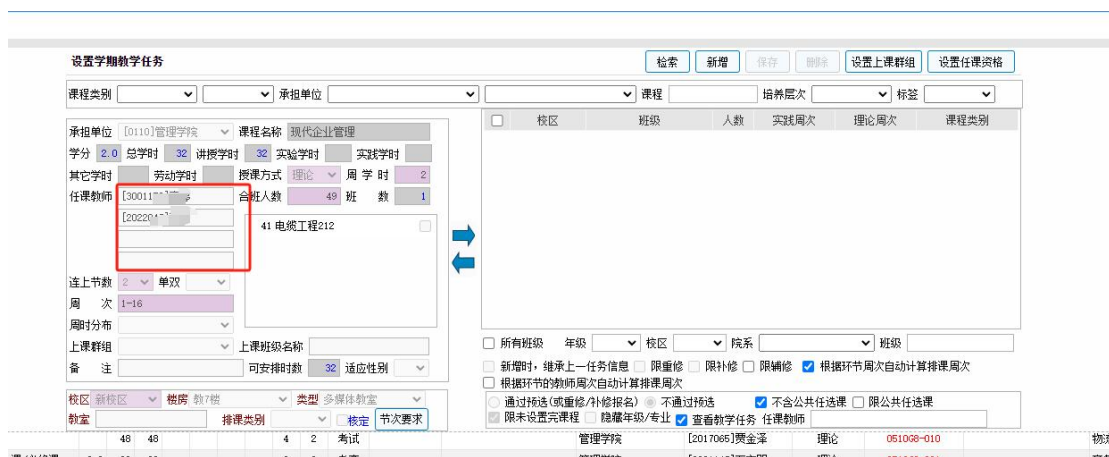 设置学期教学任务 检索 新增 保存 删除 设置上课群组 设置任课资格
课程类别 承担单位 课程 培养层次 标签
承担单位 [0110]管理学院 课程名称 现代企业管理
学分 2.0 总学时 32 讲授学时 32 实验学时 实践学时
其它学时 劳动学时 授课方式 理论 周学时 2
任课教师 [3001 合班人数 49 班数 1
[2022
41 电缆工程212
连上节数 2 单双
周次 1-16
周时分布
上课群组 上课班级名称
备注 可安排时数 32 适应性别
校区 新校区 楼房 教7楼 类型 多媒体教室
教室 排课类别 核定 节次要求
校区 班级 人数 实践周次 理论周次 课程类别
所有班级 年级 校区 院系 班级
新增时，继承上一任务信息 限重修 限补修 限辅修 根据环节周次自动计算排课周次
根据环节的教师周次自动计算排课周次
通过预选(或重修/补修报名) 不通过预选 不含公共任选课 限公共任选课
限未设置完课程 隐藏年级/专业 查看教学任务 任课教师
48 48 4 2 考试 管理学院 [2017065]贾金泽 理论 0510G8-010 物流